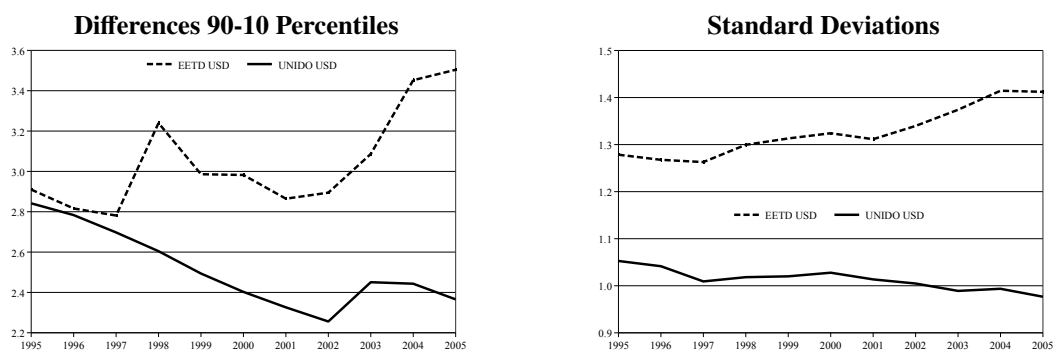 Differences 90-10 Percentiles
3.6
3.4
3.2
3.0
2.8
2.6
2.4
2.2
EETD USD UNIDO USD
1995 1996 1997 1998 1999 2000 2001 2002 2003 2004 2005
Standard Deviations
1.5
1.4
1.3
1.2
1.1
1.0
0.9
EETD USD UNIDO USD
1995 1996 1997 1998 1999 2000 2001 2002 2003 2004 2005